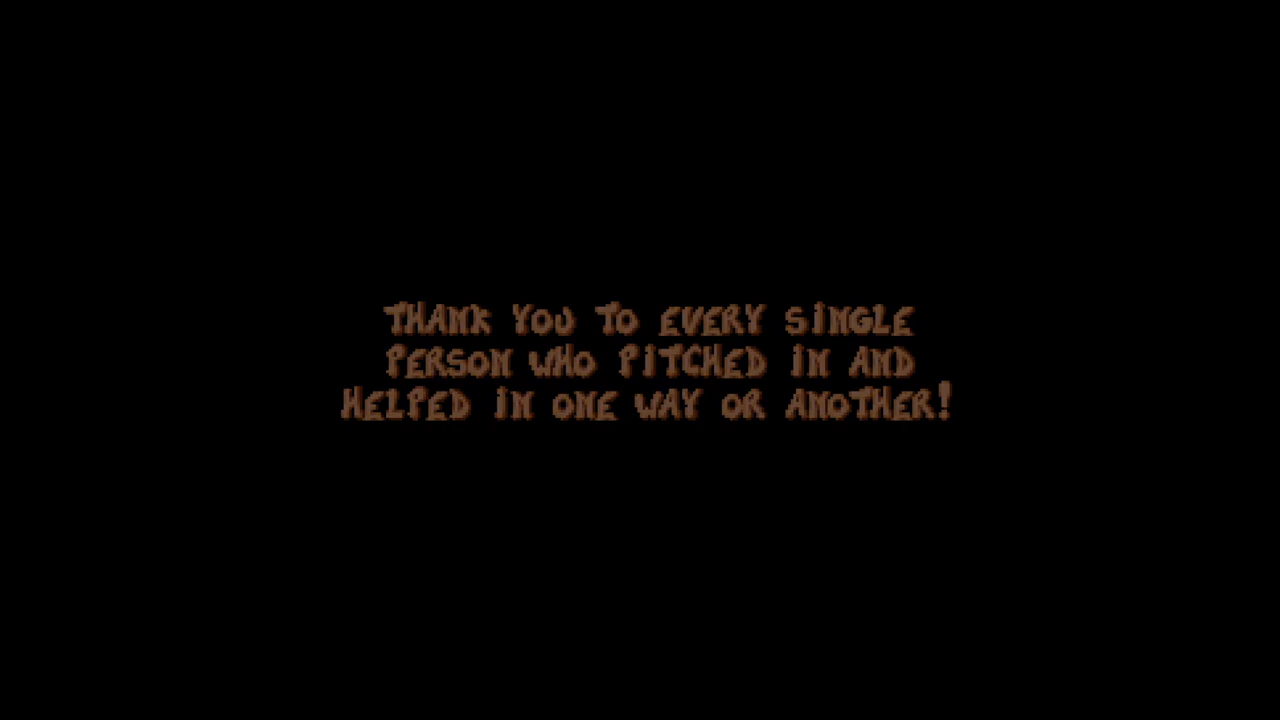 THANK YOU TO EVERY SINGLE
PERSON WHO PITCHED IN AND
HELPED IN ONE WAY OR ANOTHER!